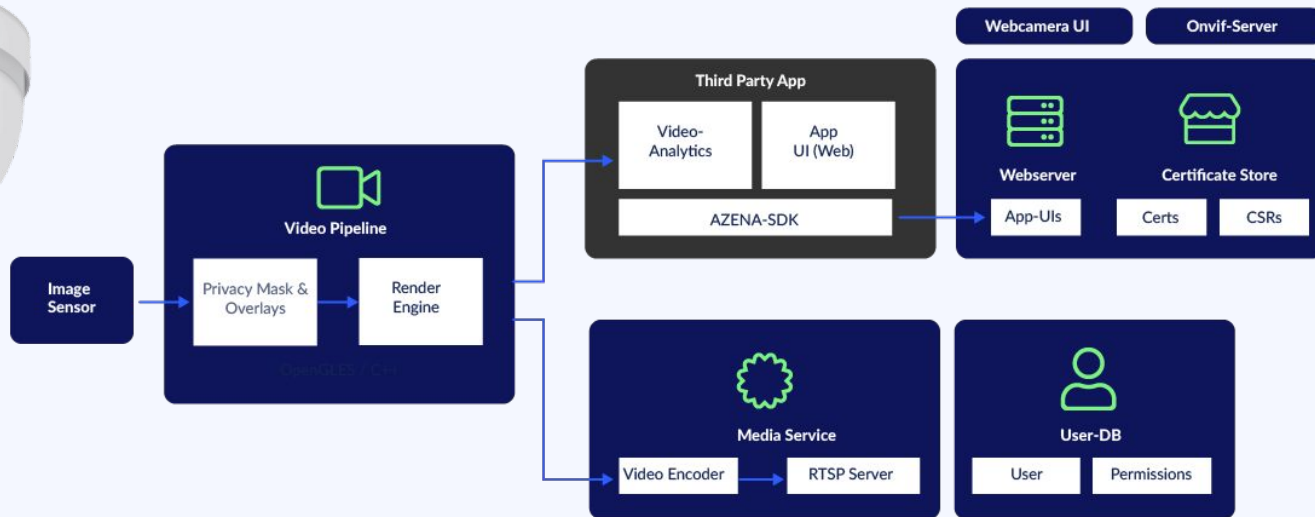 Webcamera UI
Onvif-Server
Third Party App
Video-
Analytics
App
UI (Web)
AZENA-SDK
Webserver
Certificate Store
App-UIs
Certs
CSRs
Video Pipeline
Image
Sensor
Privacy Mask &
Overlays
Render
Engine
OpenGLES / C++
Media Service
Video Encoder
RTSP Server
User-DB
User
Permissions